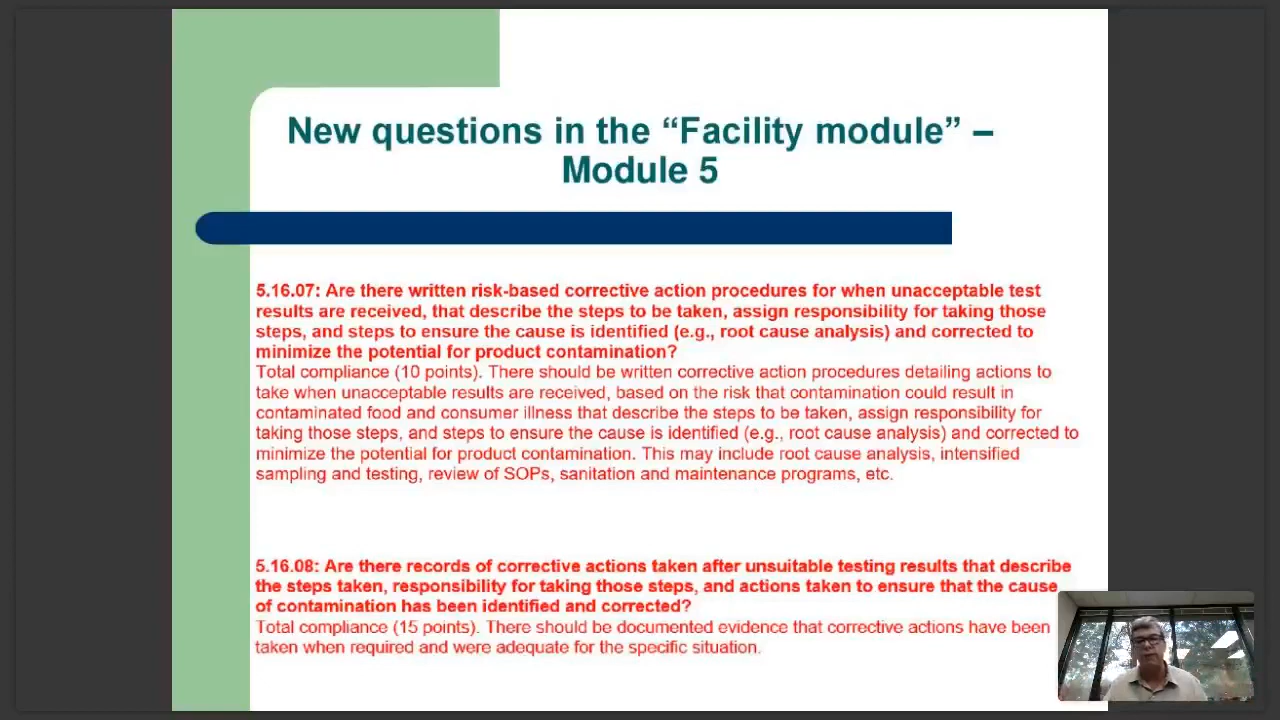 New questions in the “Facility module” –
Module 5
5.16.07: Are there written risk-based corrective action procedures for when unacceptable test
results are received, that describe the steps to be taken, assign responsibility for taking those
steps, and steps to ensure the cause is identified (e.g., root cause analysis) and corrected to
minimize the potential for product contamination?
Total compliance (10 points). There should be written corrective action procedures detailing actions to
take when unacceptable results are received, based on the risk that contamination could result in
contaminated food and consumer illness that describe the steps to be taken, assign responsibility for
taking those steps, and steps to ensure the cause is identified (e.g., root cause analysis) and corrected to
minimize the potential for product contamination. This may include root cause analysis, intensified
sampling and testing, review of SOPs, sanitation and maintenance programs, etc.
5.16.08: Are there records of corrective actions taken after unsuitable testing results that describe
the steps taken, responsibility for taking those steps, and actions taken to ensure that the cause
of contamination has been identified and corrected?
Total compliance (15 points). There should be documented evidence that corrective actions have been
taken when required and were adequate for the specific situation.